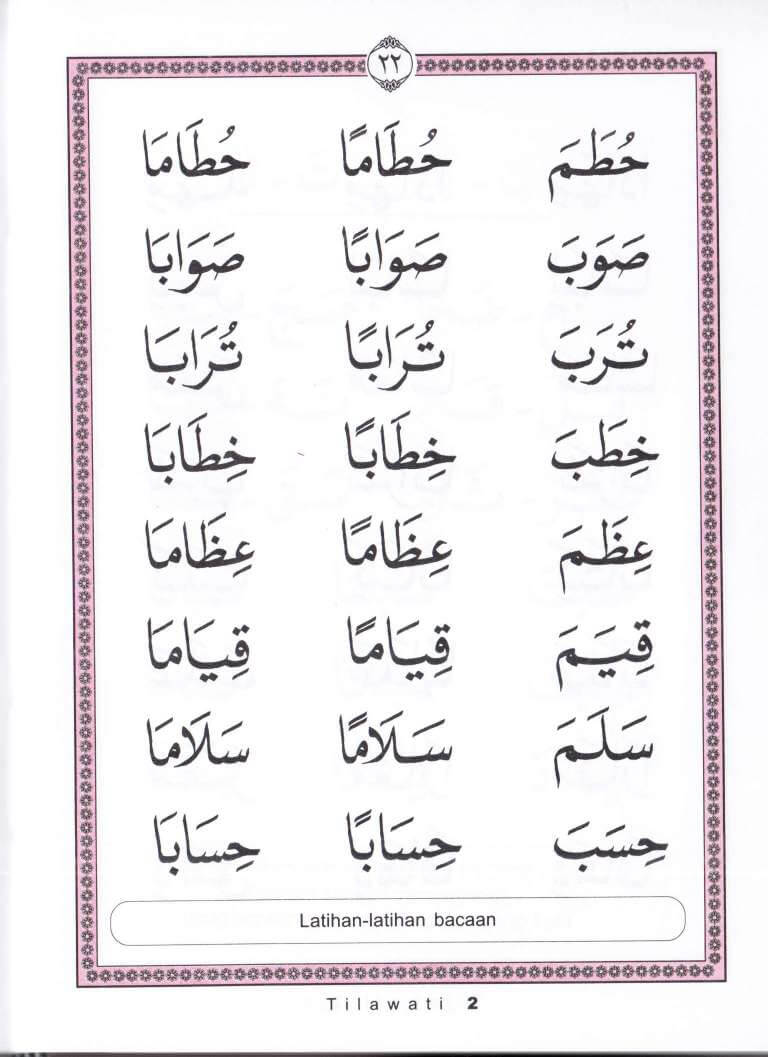 ٢٢
حُطَمَ حُطَامًا حُطَامَا
صَوَبَ صَوَابًا صَوَابَا
تُرَبَ تُرَابًا تُرَابَا
خِطَبَ خِطَابًا خِطَابَا
عِظَمَ عِظَامًا عِظَامَا
قِيَمَ قِيَامًا قِيَامَا
سَلَمَ سَلَامًا سَلَامَا
حِسَبَ حِسَابًا حِسَابَا
Latihan-latihan bacaan
Tilawati 2